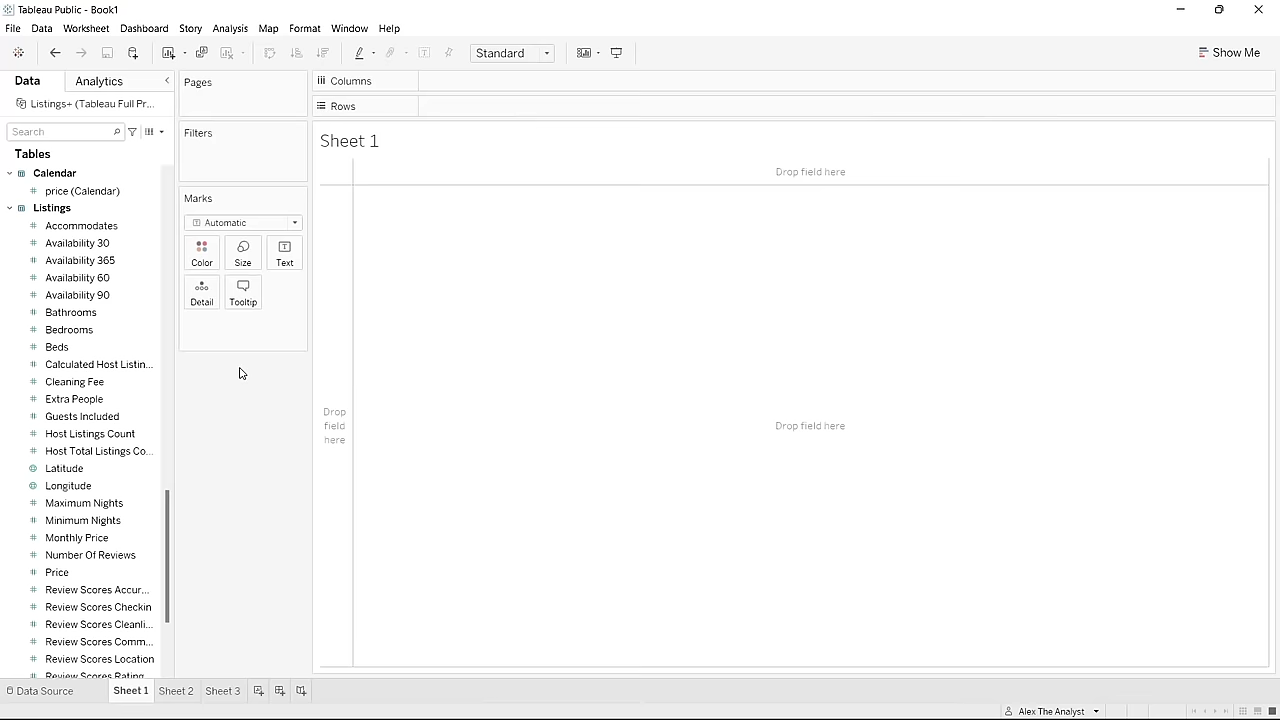 Tableau Public - Book1
File Data Worksheet Dashboard Story Analysis Map Format Window Help
Standard
Show Me
Data Analytics
Listings+ (Tableau Full Pr...
Search
Tables
Calendar
price (Calendar)
Listings
Accommodates
Availability 30
Availability 365
Availability 60
Availability 90
Bathrooms
Bedrooms
Beds
Calculated Host Listin...
Cleaning Fee
Extra People
Guests Included
Host Listings Count
Host Total Listings Co...
Latitude
Longitude
Maximum Nights
Minimum Nights
Monthly Price
Number Of Reviews
Price
Review Scores Accur...
Review Scores Checkin
Review Scores Cleanli...
Review Scores Comm...
Review Scores Location
Review Scores Rating
Pages
Filters
Marks
Automatic
Color Size Text
Detail Tooltip
Columns
Rows
Sheet 1
Drop field here
Drop
field
here
Drop field here
Data Source Sheet 1 Sheet 2 Sheet 3
Alex The Analyst